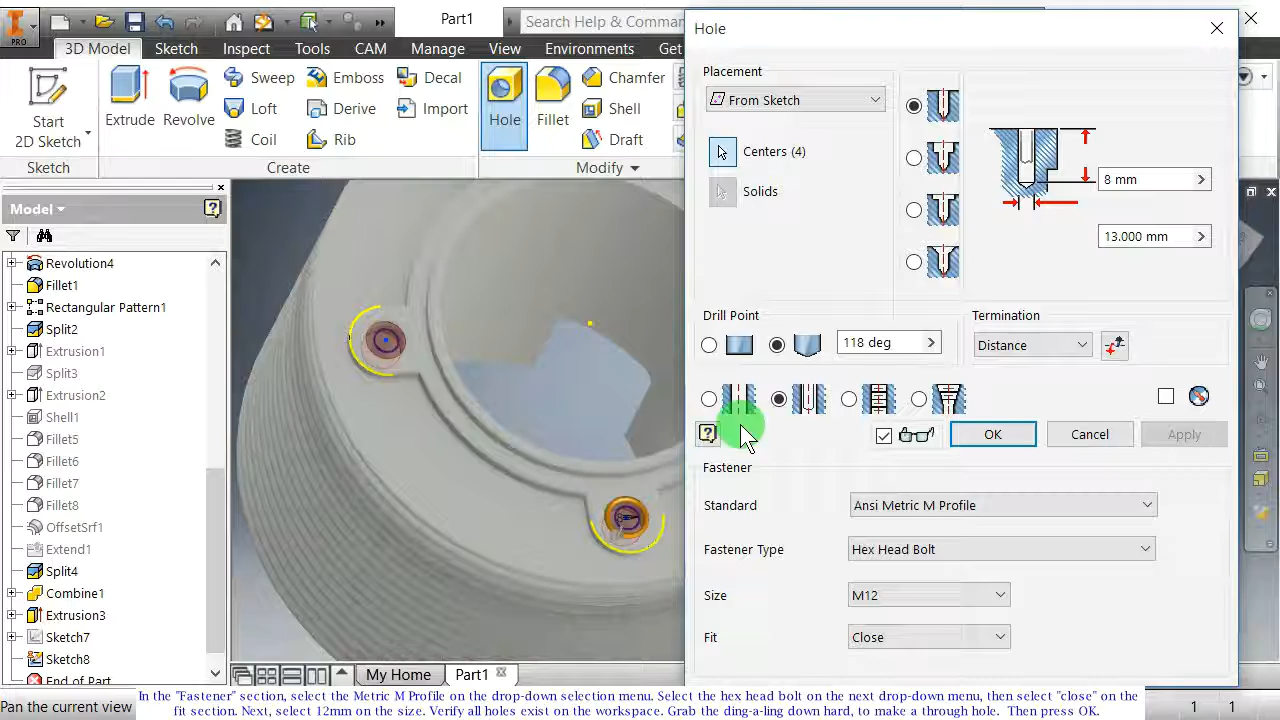 PRO
Part1
Search Help & Comman
3D Model
Sketch
Inspect
Tools
CAM
Manage
View
Environments
Get
Start
2D Sketch
Extrude
Revolve
Sweep
Loft
Coil
Emboss
Derive
Rib
Decal
Import
Hole
Fillet
Chamfer
Shell
Draft
Sketch
Create
Modify
Model
Revolution4
Fillet1
Rectangular Pattern1
Split2
Extrusion1
Split3
Extrusion2
Shell1
Fillet5
Fillet6
Fillet7
Fillet8
OffsetSrf1
Extend1
Split4
Combine1
Extrusion3
Sketch7
Sketch8
End of Part
My Home
Part1
Hole
Placement
From Sketch
Centers (4)
Solids
8 mm
13.000 mm
Drill Point
118 deg
Termination
Distance
OK
Cancel
Apply
Fastener
Standard
Ansi Metric M Profile
Fastener Type
Hex Head Bolt
Size
M12
Fit
Close
Pan the current view
In the "Fastener" section, select the Metric M Profile on the drop-down selection menu. Select the hex head bolt on the next drop-down menu, then select "close" on the
fit section. Next, select 12mm on the size. Verify all holes exist on the workspace. Grab the ding-a-ling down hard, to make a through hole. Then press OK.
1 1